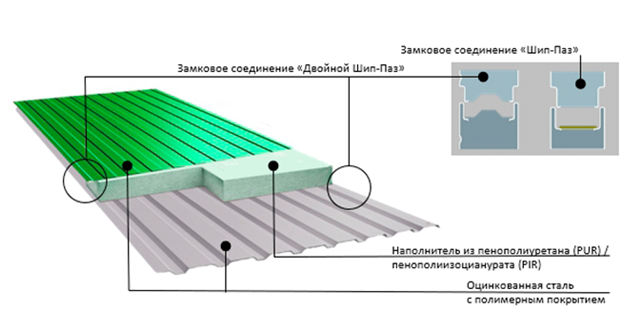 Замковое соединение «Шип-Паз»
Замковое соединение «Двойной Шип-Паз»
Наполнитель из пенополиуретана (PUR) /
пенополиизоцианурата (PIR)
Оцинкованная сталь
с полимерным покрытием